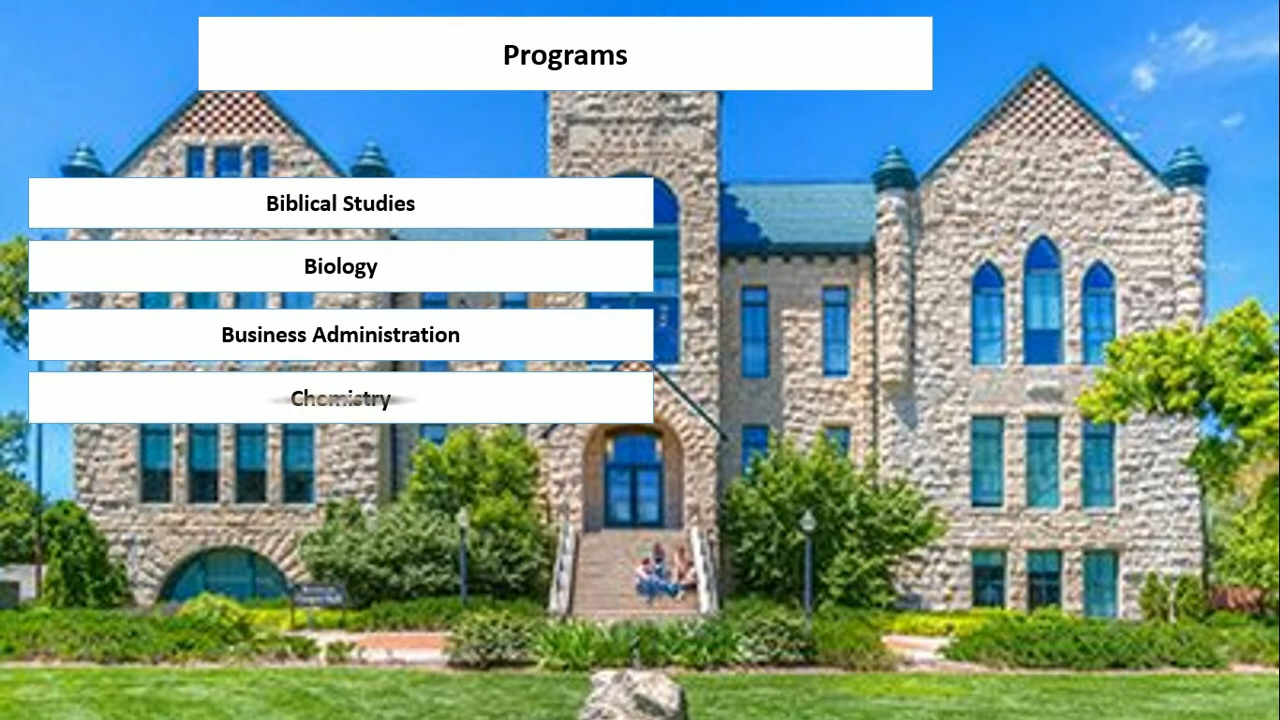 Programs
Biblical Studies
Biology
Business Administration
Chemistry